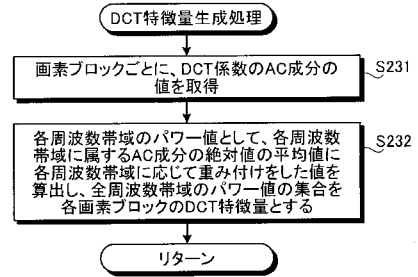 DCT特徴量生成処理
画素ブロックごとに、DCT係数のAC成分の
値を取得
S231
各周波数帯域のパワー値として、各周波数
帯域に属するAC成分の絶対値の平均値に
各周波数帯域に応じて重み付けをした値を
算出し、全周波数帯域のパワー値の集合を
各画素ブロックのDCT特徴量とする
S232
リターン